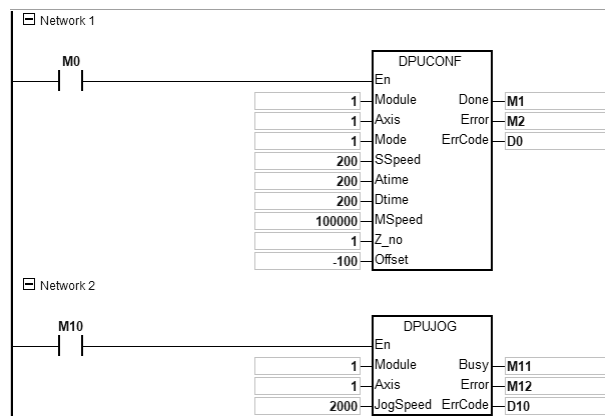 Network 1
M0
DPUCONF
En
1 Module Done M1
1 Axis Error M2
1 Mode ErrCode D0
200 SSpeed
200 Atime
200 Dtime
100000 MSpeed
1 Z_no
-100 Offset
Network 2
M10
DPUJOG
En
1 Module Busy M11
1 Axis Error M12
2000 JogSpeed ErrCode D10